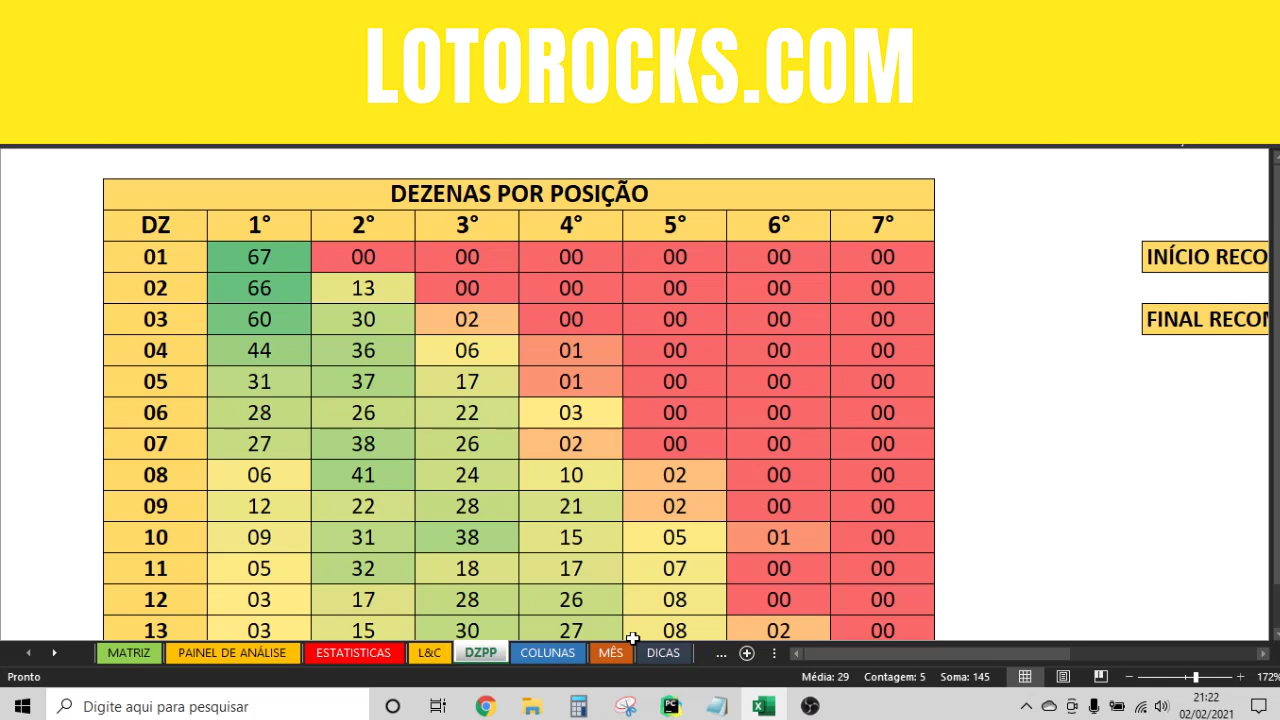 LOTOROCKS.COM
DEZENAS POR POSIÇÃO
DZ 1° 2° 3° 4° 5° 6° 7°
01 67 00 00 00 00 00 00
02 66 13 00 00 00 00 00
03 60 30 02 00 00 00 00
04 44 36 06 01 00 00 00
05 31 37 17 01 00 00 00
06 28 26 22 03 00 00 00
07 27 38 26 02 00 00 00
08 06 41 24 10 02 00 00
09 12 22 28 21 02 00 00
10 09 31 38 15 05 01 00
11 05 32 18 17 07 00 00
12 03 17 28 26 08 00 00
13 03 15 30 27 08 02 00
INÍCIO RECO
FINAL RECO
MATRIZ PAINEL DE ANÁLISE ESTATISTICAS L&C DZPP COLUNAS MÊS DICAS ...
Pronto Média: 29 Contagem: 5 Soma: 145 172%
Digite aqui para pesquisar
21:22
02/02/2021